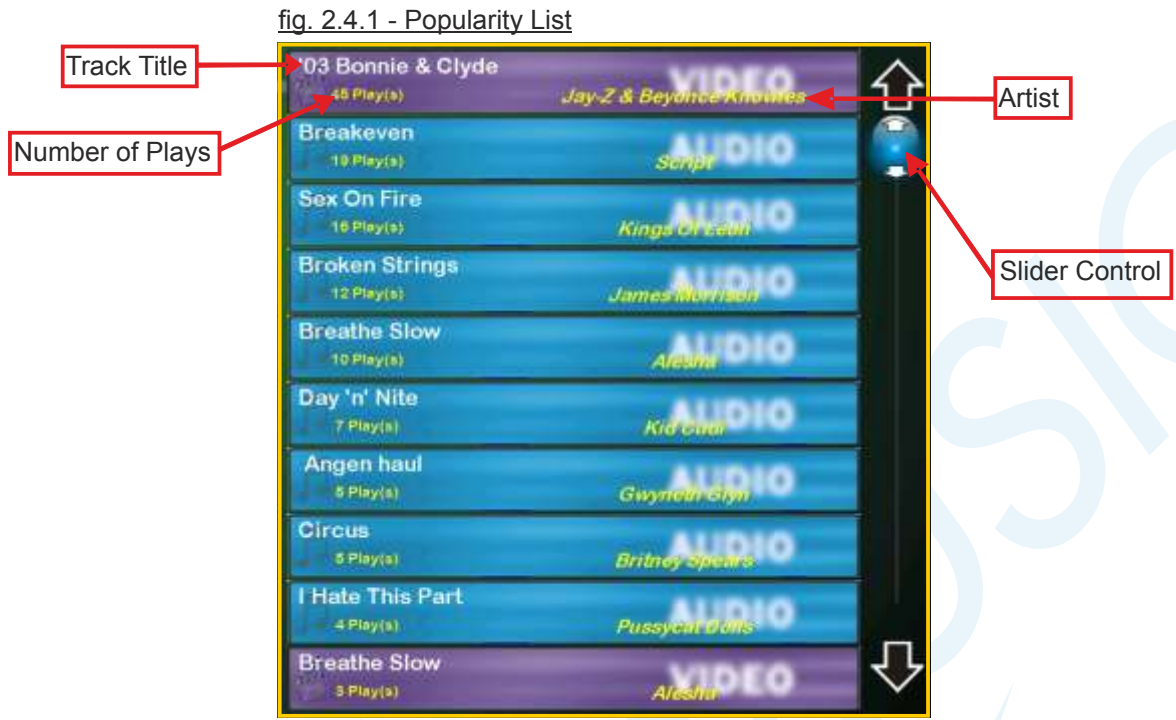 fig. 2.4.1 - Popularity List
Track Title
Number of Plays
Artist
Slider Control
'03 Bonnie & Clyde
VIDEO
45 Play(s)
Jay-Z & Beyonce Knowles
Breakeven
AUDIO
19 Play(s)
Script
Sex On Fire
AUDIO
16 Play(s)
Kings Of Leon
Broken Strings
AUDIO
12 Play(s)
James Morrison
Breathe Slow
AUDIO
10 Play(s)
Alesha
Day 'n' Nite
AUDIO
7 Play(s)
Kid Cudi
Angen haul
AUDIO
5 Play(s)
Gwyneth Glyn
Circus
AUDIO
5 Play(s)
Britney Spears
I Hate This Part
AUDIO
4 Play(s)
Pussycat Dolls
Breathe Slow
VIDEO
3 Play(s)
Alesha